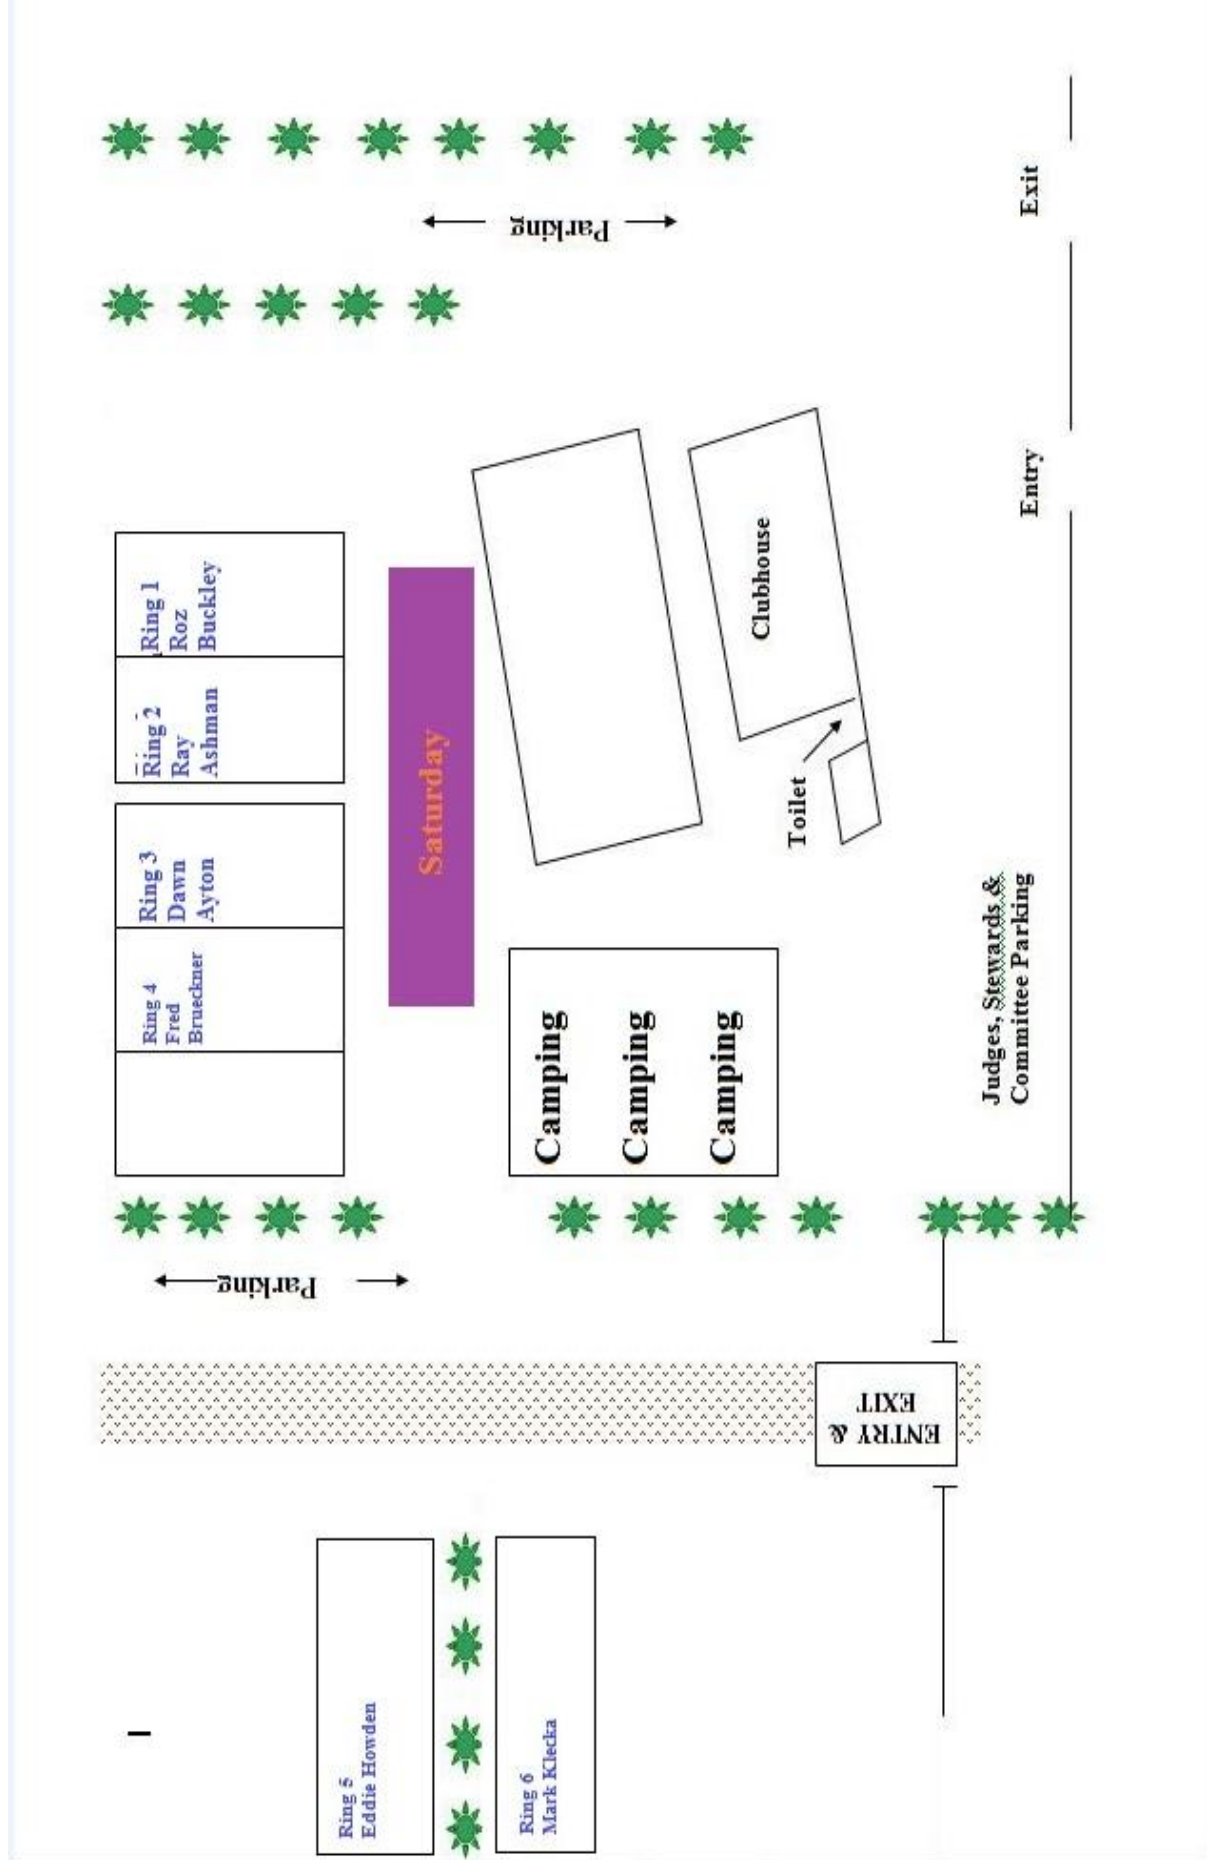 Exit
Parking
Entry
Ring 1
Roz
Buckley
Ring 2
Ray
Ashman
Ring 3
Dawn
Ayton
Ring 4
Fred
Brueckner
Saturday
Clubhouse
Toilet
Camping
Camping
Camping
Judges, Stewards &
Committee Parking
Parking
ENTRY &
EXIT
Ring 5
Eddie Howden
Ring 6
Mark Klecka